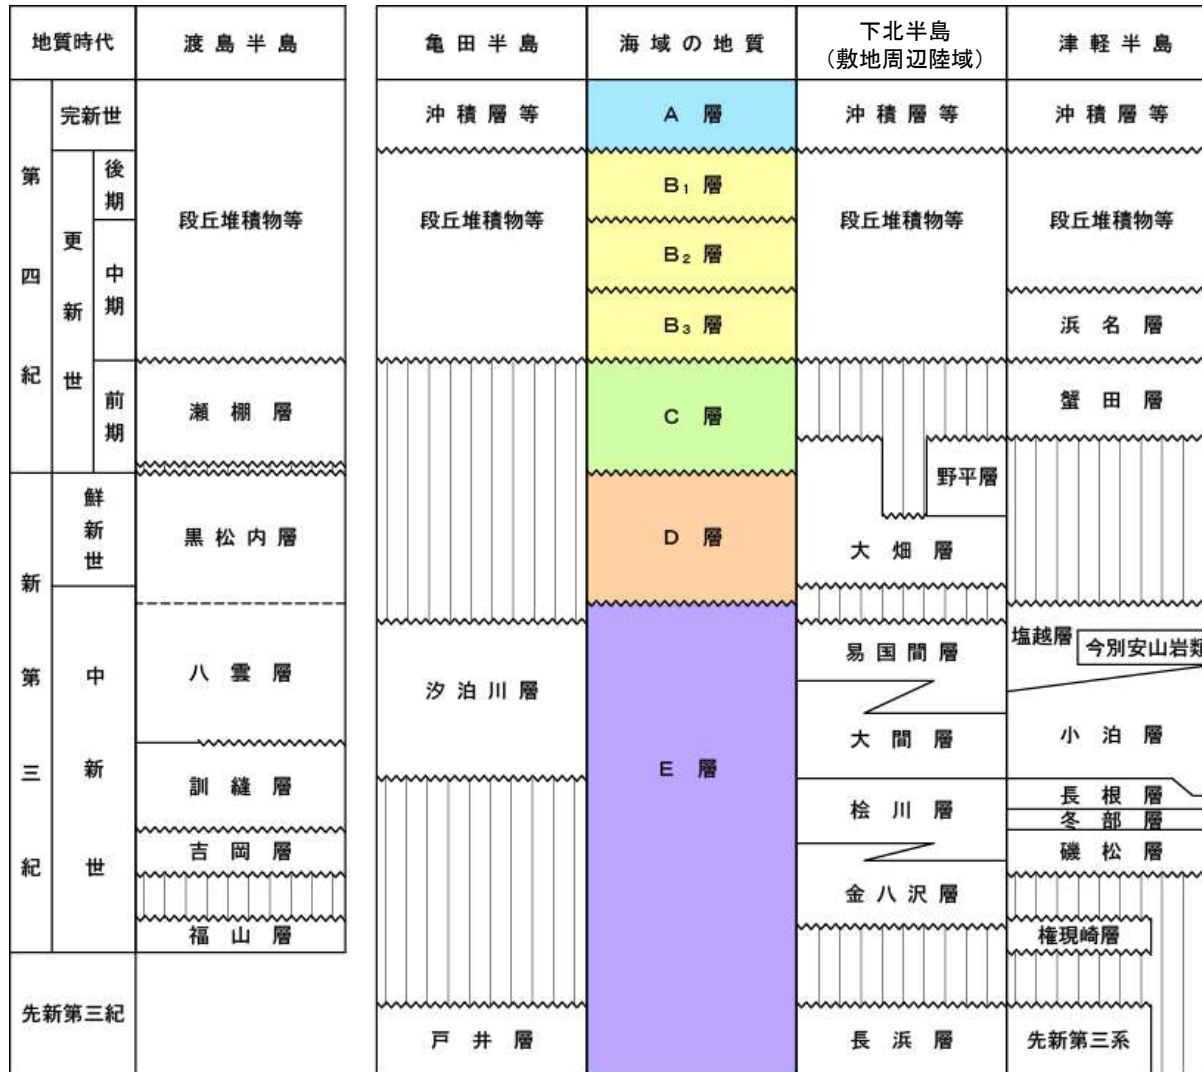 地質時代
渡島半島
亀田半島
海域の地質
下北半島
（敷地周辺陸域）
津軽半島
第四紀
完新世
更新世
後期
中期
前期
新第三紀
鮮新世
中新世
先新第三紀
段丘堆積物等
瀬棚層
黒松内層
八雲層
訓縫層
吉岡層
福山層
沖積層等
段丘堆積物等
汐泊川層
戸井層
A層
B₁層
B₂層
B₃層
C層
D層
E層
沖積層等
段丘堆積物等
野平層
大畑層
易国間層
大間層
桧川層
金八沢層
長浜層
沖積層等
段丘堆積物等
浜名層
蟹田層
塩越層
今別安山岩類
小泊層
長根層
冬部層
磯松層
権現崎層
先新第三系